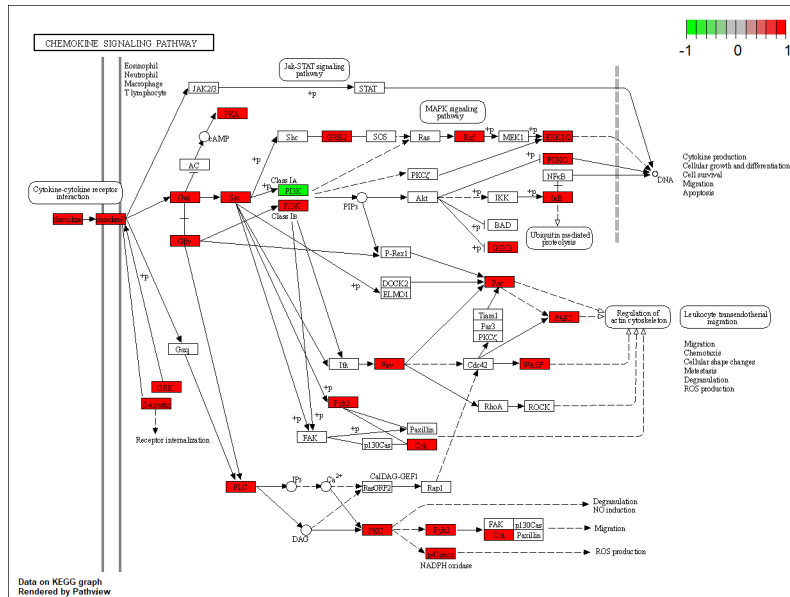 CHEMOKINE SIGNALING PATHWAY
-1
0
1
Eosinophil
Neutrophil
Macrophage
T lymphocyte
Jak-STAT signaling
pathway
JAK2/3
+p
STAT
PKA
cAMP
AC
MAPK signaling
pathway
Shc
GRB2
SOS
Ras
Raf
+p
MEK1
+p
ERK1/2
+p
+p
FOXO
DNA
Cytokine production
Cellular growth and differentiation
Cell survival
Migration
Apoptosis
Cytokine-cytokine receptor
interaction
chemokine
Gαi
Src
+p
Class IA
PI3K
PI3K
Class IB
PIP3
PKCζ
Akt
+p
IKK
+p
NFκB
IκB
BAD
+p
+p
GSK3
Ubiquitin mediated
proteolysis
Gβγ
P-Rex1
+p
DOCK2
ELMO1
Rac
Tiam1
Par3
PKCζ
PAK1
Regulation of
actin cytoskeleton
Leukocyte transendothelial
migration
Migration
Chemotaxis
Cellular shape changes
Metastasis
Degranulation
ROS production
+p
Gαq
Itk
Vav
Cdc42
WASP
GRK
β-arrestin
Receptor internalization
+p
Pyk2
RhoA
ROCK
+p
FAK
+p
Paxillin
p130Cas
Crk
PLC
IP3
Ca2+
CalDAG-GEF1
RasGRP2
Rap1
DAG
PKC
Pyk2
FAK
p130Cas
Crk
Paxillin
p47phox
NADPH oxidase
Degranulation
NO induction
Migration
ROS production
Data on KEGG graph
Rendered by Pathview